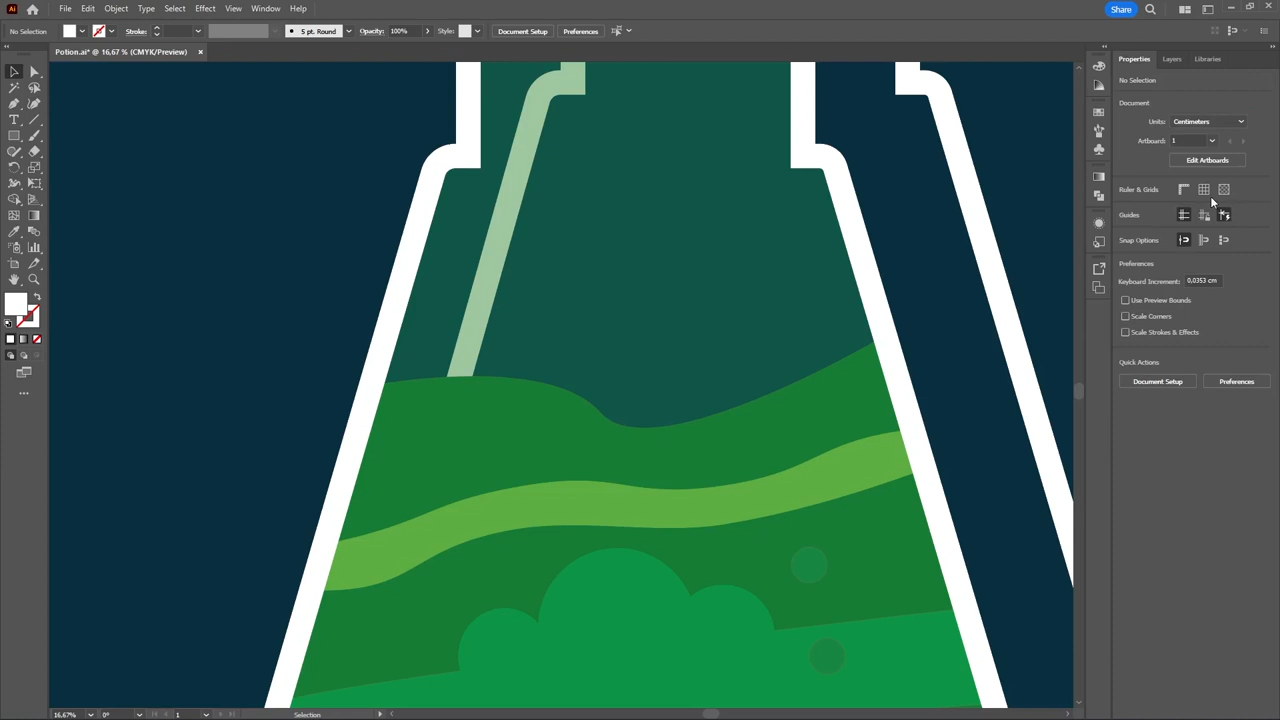 Ai File Edit Object Type Select Effect View Window Help Share
No Selection Stroke: 5 pt. Round Opacity: 100% Style: Document Setup Preferences
Potion.ai* @ 16,67 % (CMYK/Preview) ×
Properties Layers Libraries
No Selection
Document
Units: Centimeters
Artboard: 1
Edit Artboards
Ruler & Grids
Guides
Snap Options
Preferences
Keyboard Increment: 0,0353 cm
Use Preview Bounds
Scale Corners
Scale Strokes & Effects
Quick Actions
Document Setup Preferences
16,67% 0° 1 Selection